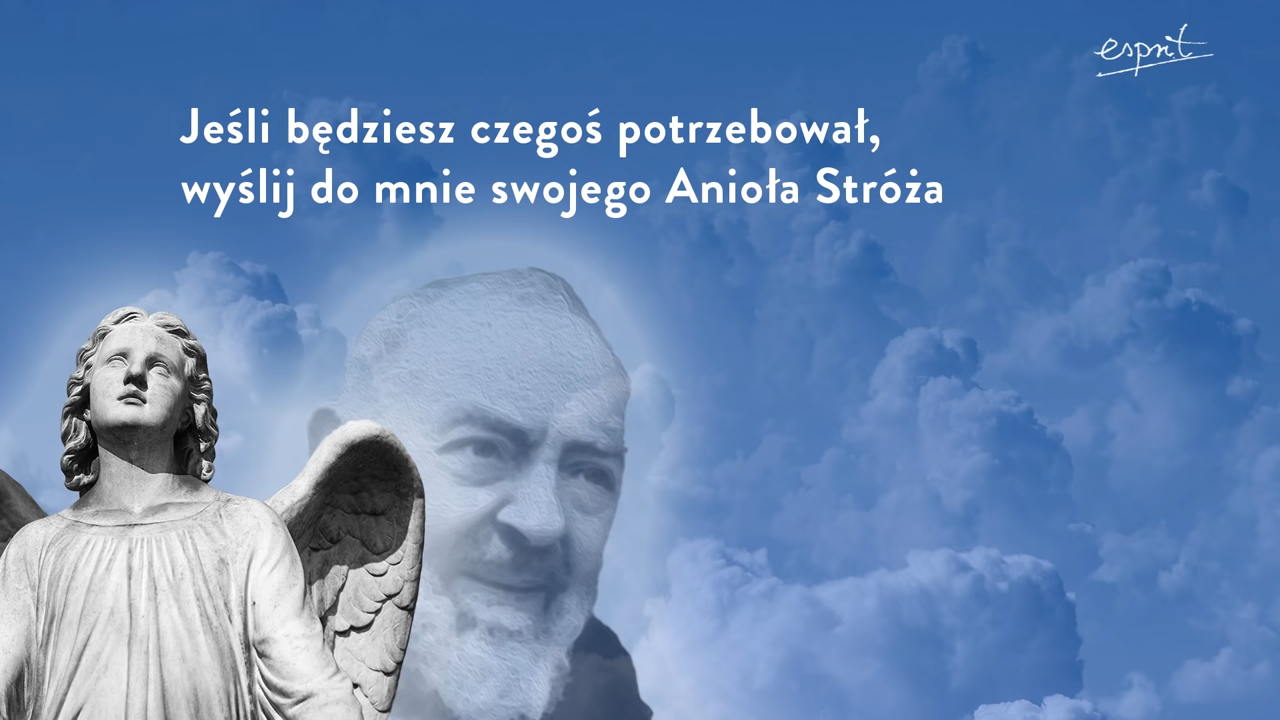 esprit
Jeśli będziesz czegoś potrzebował,
wyślij do mnie swojego Anioła Stróża